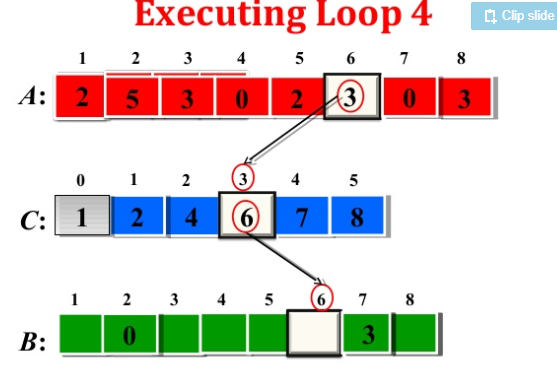 Executing Loop 4
Clip slide
1 2 3 4 5 6 7 8
A: 2 5 3 0 2 3 0 3
0 1 2 3 4 5
C: 1 2 4 6 7 8
1 2 3 4 5 6 7 8
B: 0 3